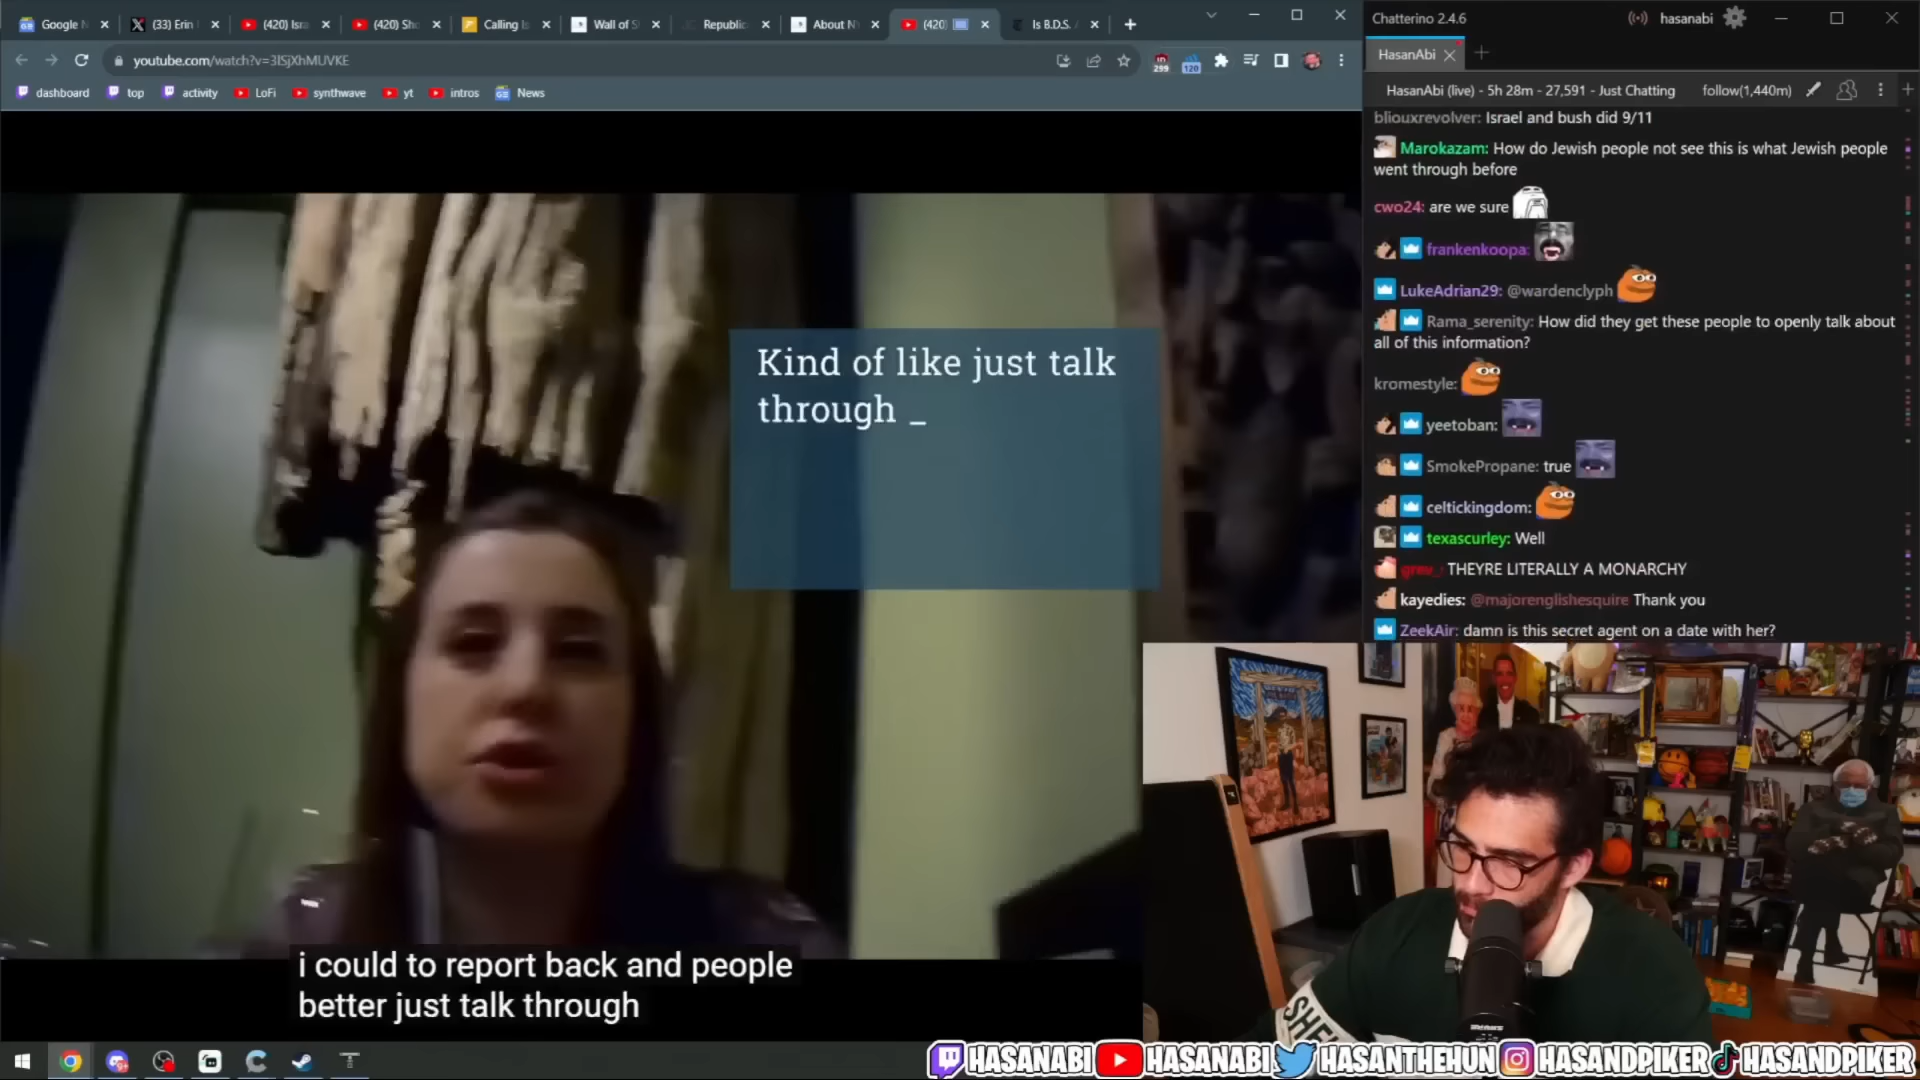 Google N
(33) Erin
(420) Isra
(420) Sho
Calling Is
Wall of S
Republic
About N
(420)
Is B.D.S.
youtube.com/watch?v=3ISjXhMUVKE
299
120
dashboard
top
activity
LoFi
synthwave
yt
intros
News
Kind of like just talk
through _
i could to report back and people
better just talk through
Chatterino 2.4.6
hasanabi
HasanAbi
HasanAbi (live) - 5h 28m - 27,591 - Just Chatting
follow(1,440m)
bliouxrevolver: Israel and bush did 9/11
Marokazam: How do Jewish people not see this is what Jewish people
went through before
cwo24: are we sure
frankenkoopa:
LukeAdrian29: @wardenclyph
Rama_serenity: How did they get these people to openly talk about
all of this information?
kromestyle:
yeetoban:
SmokePropane: true
celtickingdom:
texascurley: Well
THEYRE LITERALLY A MONARCHY
kayedies: @majorenglishesquire Thank you
ZeekAir: damn is this secret agent on a date with her?
HASANABI
HASANABI
HASANTHEHUN
HASANDPIKER
HASANDPIKER